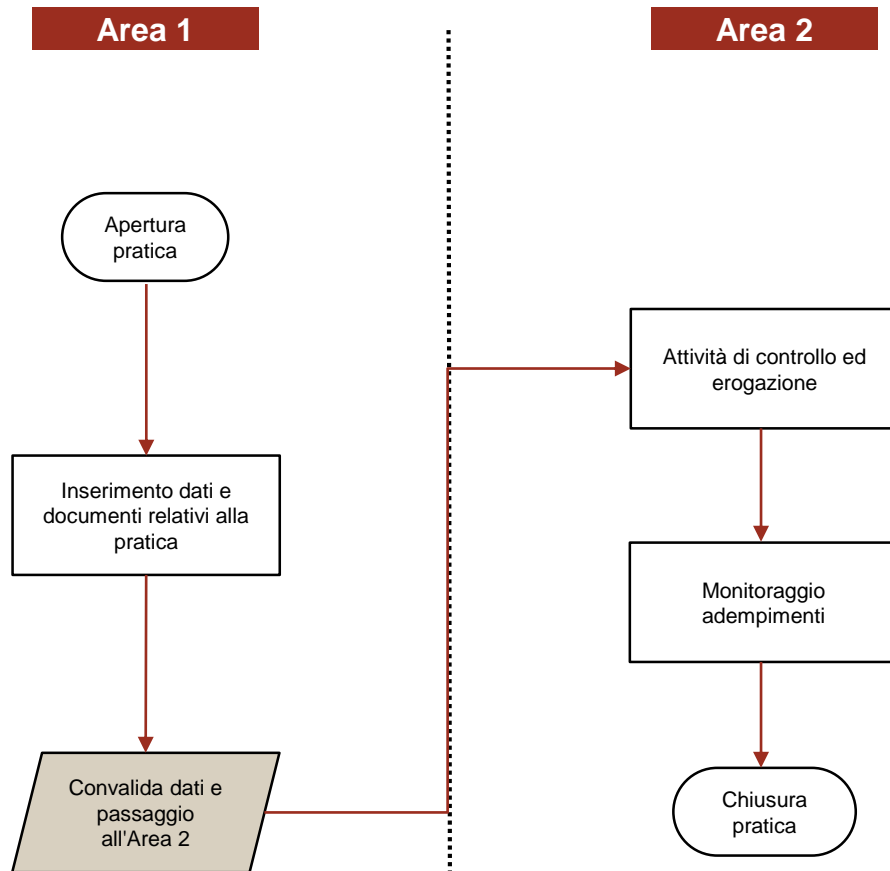 Area 1
Area 2
Apertura
pratica
Inserimento dati e
documenti relativi alla
pratica
Convalida dati e
passaggio
all'Area 2
Attività di controllo ed
erogazione
Monitoraggio
adempimenti
Chiusura
pratica